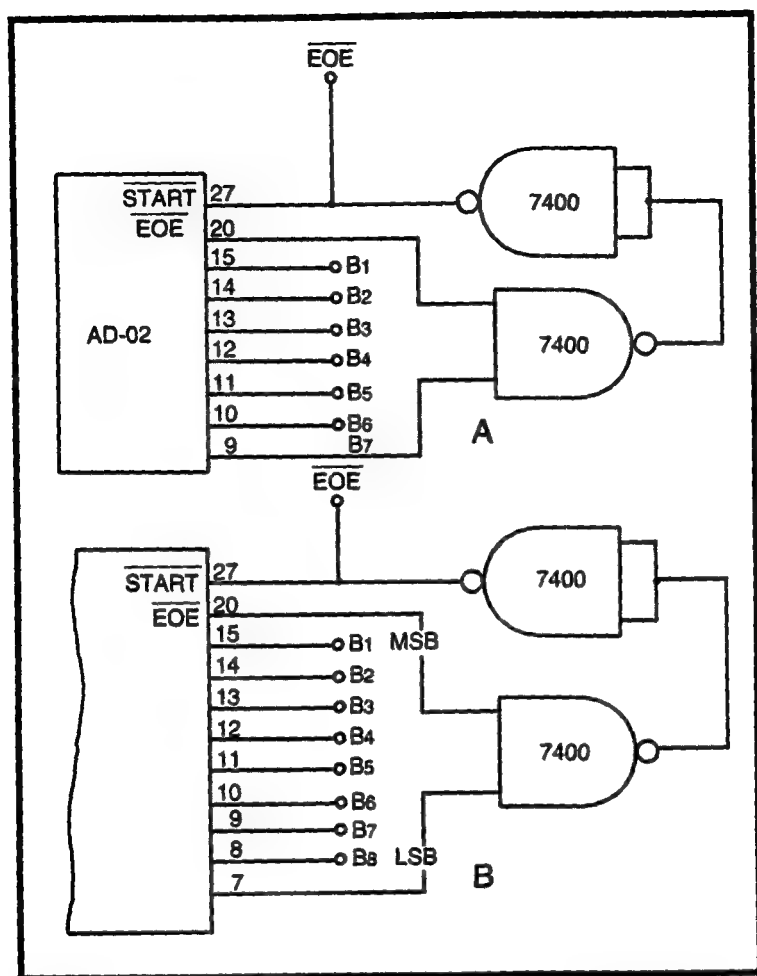 EOE
7400
START 27
EOE 20
15 B1
14 B2
13 B3
AD-02
12 B4
7400
11 B5
10 B6
9 B7
A
EOE
START 27
7400
EOE 20
15 B1 MSB
14 B2
13 B3
12 B4
7400
11 B5
10 B6
9 B7
8 B8 LSB
7
B